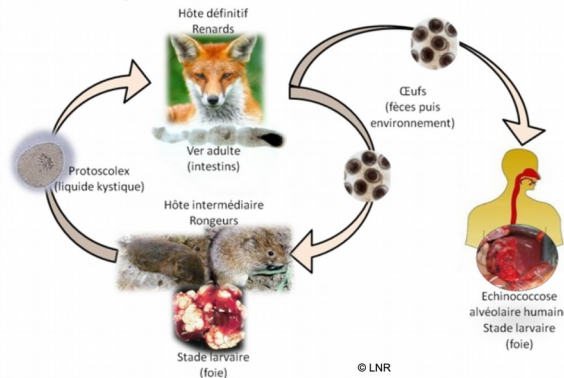 Hôte définitif
Renards
Œufs
(fèces puis
environnement)
Ver adulte
(intestins)
Protoscolex
(liquide kystique)
Hôte intermédiaire
Rongeurs
Echinococcose
alvéolaire humaine
Stade larvaire
(foie)
Stade larvaire
(foie)
© LNR